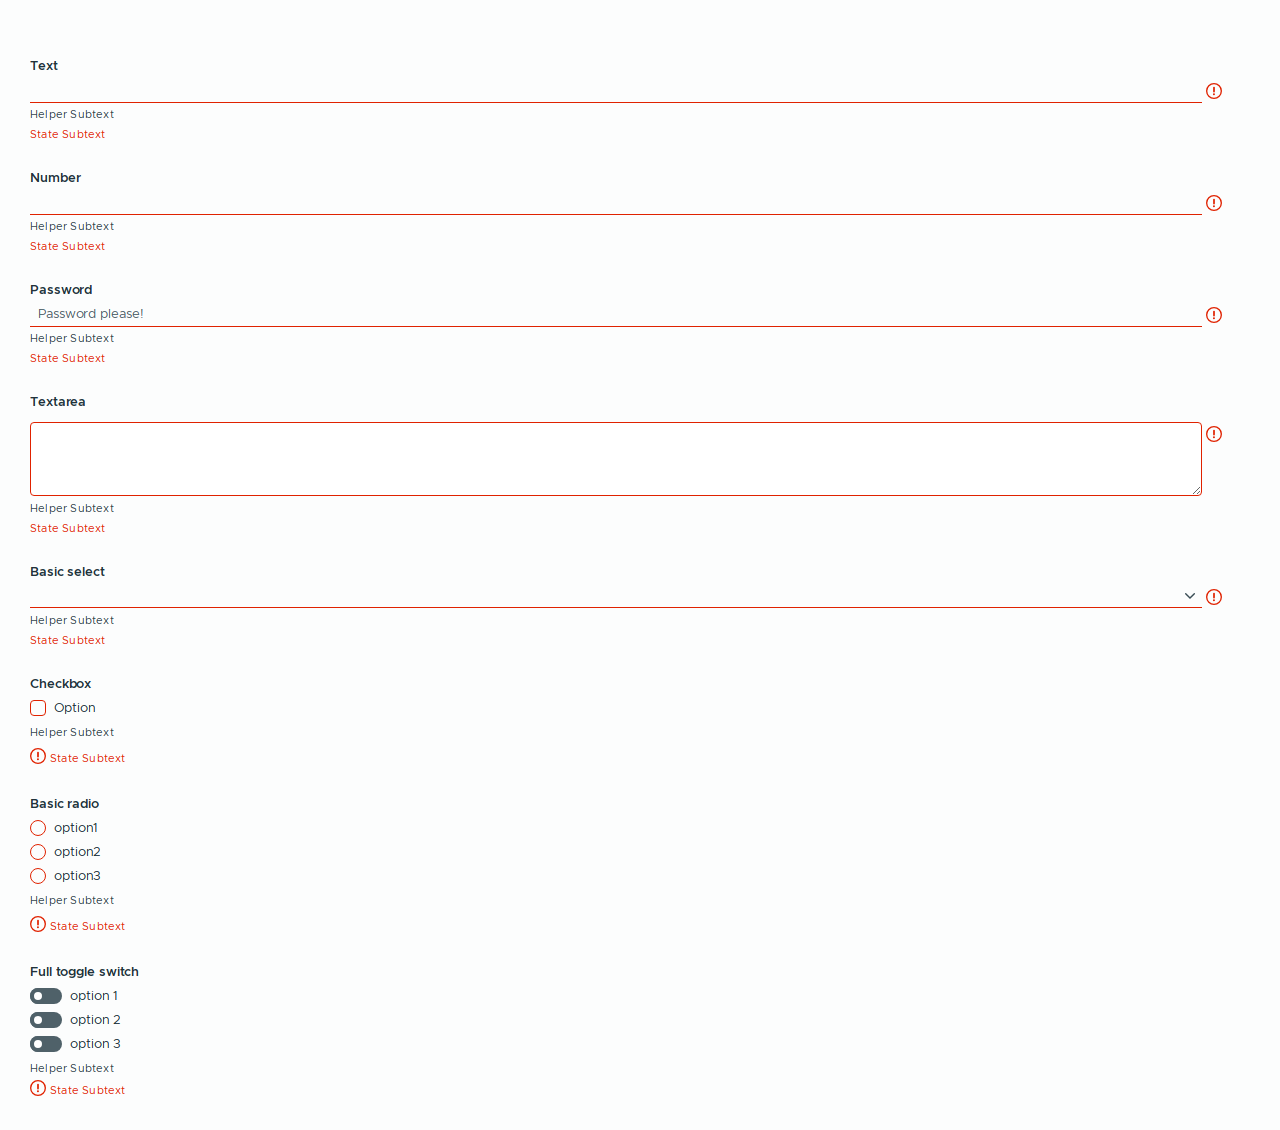 Text
Helper Subtext
State Subtext
Number
Helper Subtext
State Subtext
Password
Password please!
Helper Subtext
State Subtext
Textarea
Helper Subtext
State Subtext
Basic select
Helper Subtext
State Subtext
Checkbox
Option
Helper Subtext
State Subtext
Basic radio
option1
option2
option3
Helper Subtext
State Subtext
Full toggle switch
option 1
option 2
option 3
Helper Subtext
State Subtext